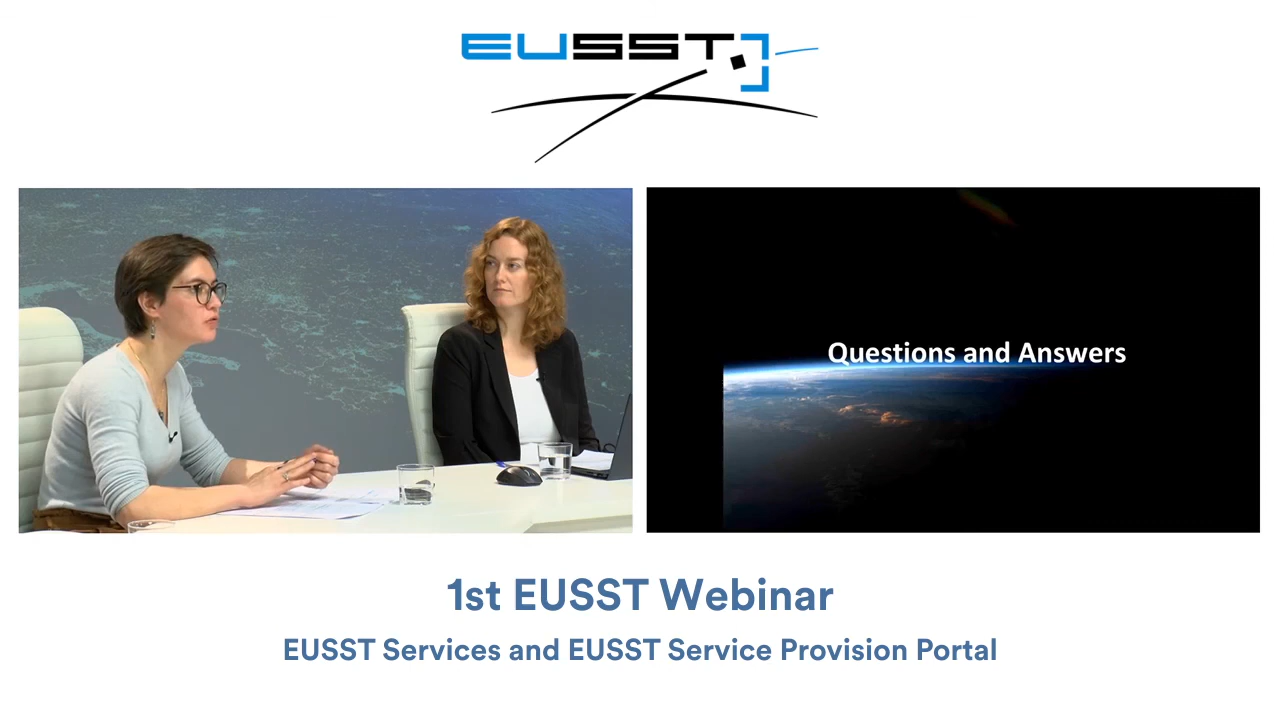 EUSST
Questions and Answers
1st EUSST Webinar
EUSST Services and EUSST Service Provision Portal